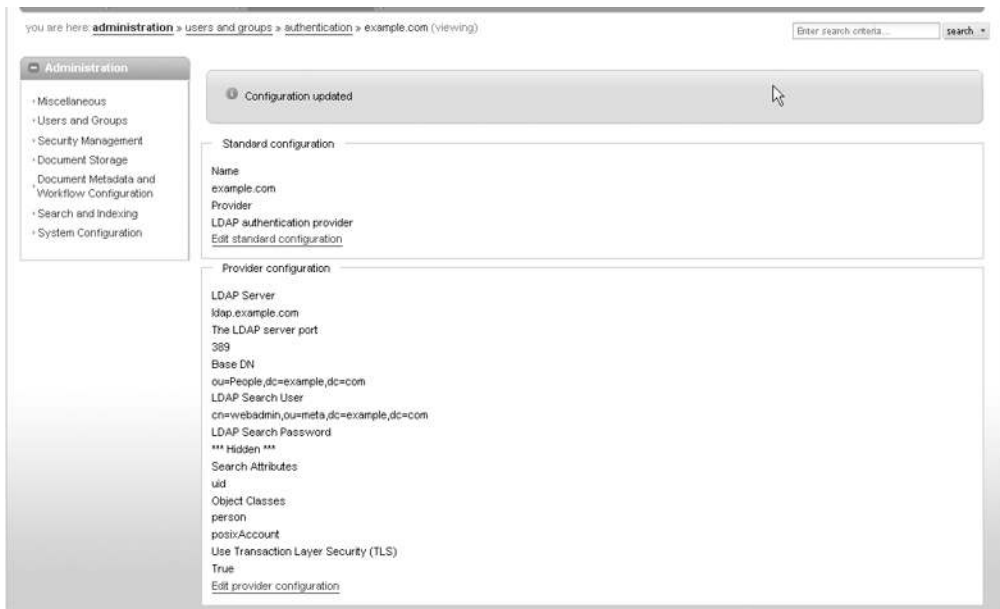 you are here: administration » users and groups » authentication » example.com (viewing)
Enter search criteria... search
Administration
Miscellaneous
Users and Groups
Security Management
Document Storage
Document Metadata and
Workflow Configuration
Search and Indexing
System Configuration
Configuration updated
Standard configuration
Name
example.com
Provider
LDAP authentication provider
Edit standard configuration
Provider configuration
LDAP Server
ldap.example.com
The LDAP server port
389
Base DN
ou=People,dc=example,dc=com
LDAP Search User
cn=webadmin,ou=meta,dc=example,dc=com
LDAP Search Password
*** Hidden ***
Search Attributes
uid
Object Classes
person
posixAccount
Use Transaction Layer Security (TLS)
True
Edit provider configuration